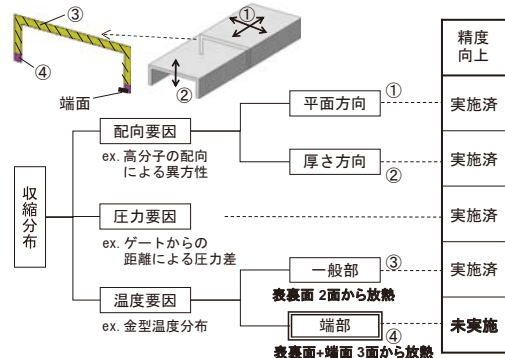 ③
④
端面
①
②
精度
向上
収縮分布
配向要因
ex. 高分子の配向
による異方性
平面方向
①
実施済
厚さ方向
②
実施済
圧力要因
ex. ゲートからの
距離による圧力差
実施済
温度要因
ex. 金型温度分布
一般部
③
表裏面 2面から放熱
実施済
端部
④
表裏面+端面 3面から放熱
未実施